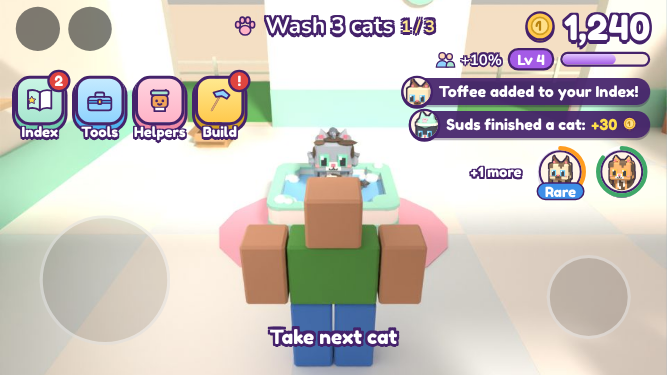 Wash 3 cats 1/3
1
1,240
+10% Lv 4
2
!
Index
Tools
Helpers
Build
Toffee added to your Index!
Suds finished a cat: +30
+1 more
Rare
Take next cat